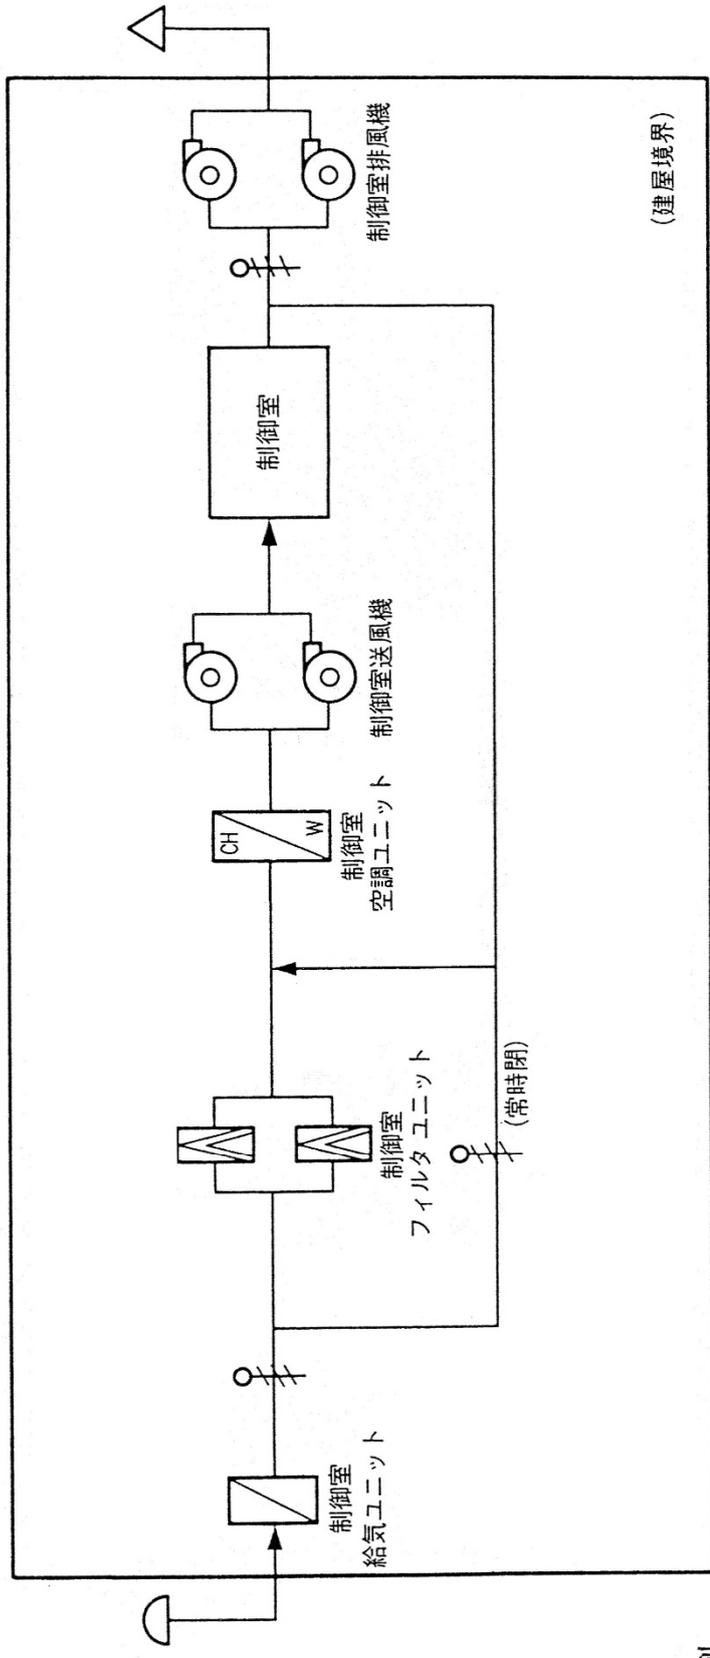 制御室
給気ユニット
制御室
フィルタ ユニット
(常時閉)
CH
W
制御室
空調ユニット
制御室送風機
制御室
制御室排風機
(建屋境界)